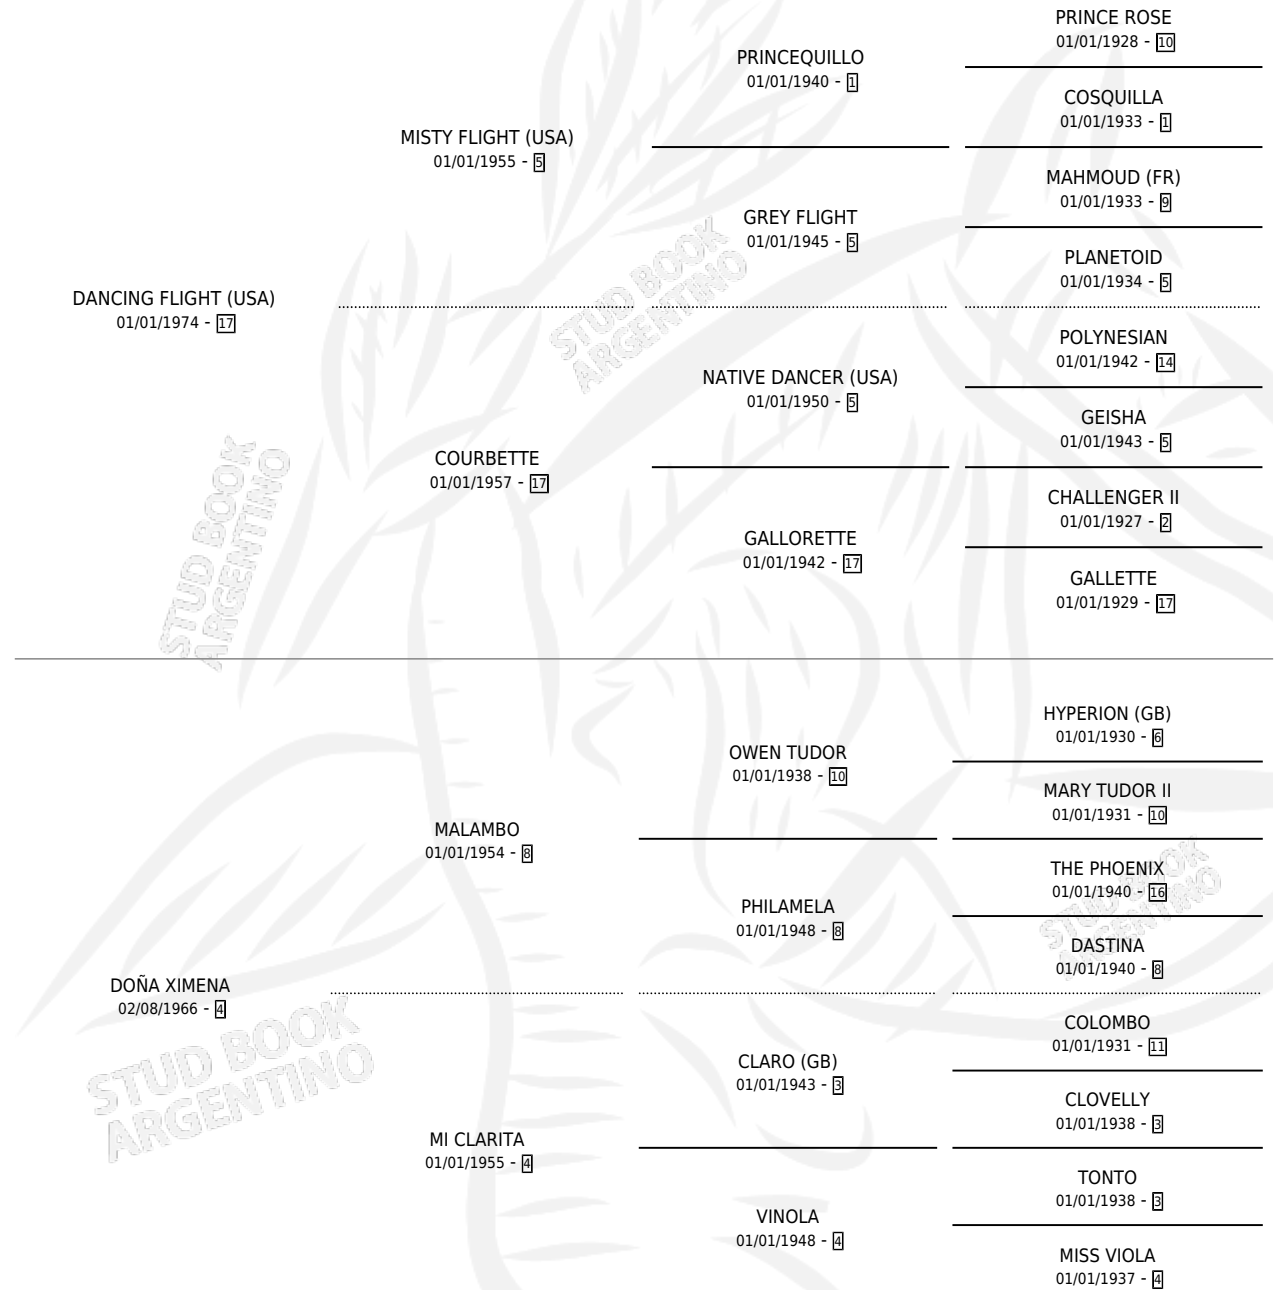 PRINCE ROSE
01/01/1928 - 10
PRINCEQUILLO
01/01/1940 - 1
COSQUILLA
01/01/1933 - 1
MISTY FLIGHT (USA)
01/01/1955 - 5
MAHMOUD (FR)
01/01/1933 - 9
GREY FLIGHT
01/01/1945 - 5
PLANETOID
01/01/1934 - 5
DANCING FLIGHT (USA)
01/01/1974 - 17
STUD BOOK
ARGENTINO
POLYNESIAN
01/01/1942 - 14
NATIVE DANCER (USA)
01/01/1950 - 5
GEISHA
01/01/1943 - 5
COURBETTE
01/01/1957 - 17
CHALLENGER II
01/01/1927 - 2
GALLORETTE
01/01/1942 - 17
GALLETTE
01/01/1929 - 17
STUD BOOK
ARGENTINO
HYPERION (GB)
01/01/1930 - 6
OWEN TUDOR
01/01/1938 - 10
MARY TUDOR II
01/01/1931 - 10
MALAMBO
01/01/1954 - 8
THE PHOENIX
01/01/1940 - 16
PHILAMELA
01/01/1948 - 8
STUD BOOK
ARGENTINO
DASTINA
01/01/1940 - 8
DOÑA XIMENA
02/08/1966 - 4
COLOMBO
01/01/1931 - 11
STUD BOOK
ARGENTINO
CLARO (GB)
01/01/1943 - 3
CLOVELLY
01/01/1938 - 3
MI CLARITA
01/01/1955 - 4
TONTO
01/01/1938 - 3
VINOLA
01/01/1948 - 4
MISS VIOLA
01/01/1937 - 4